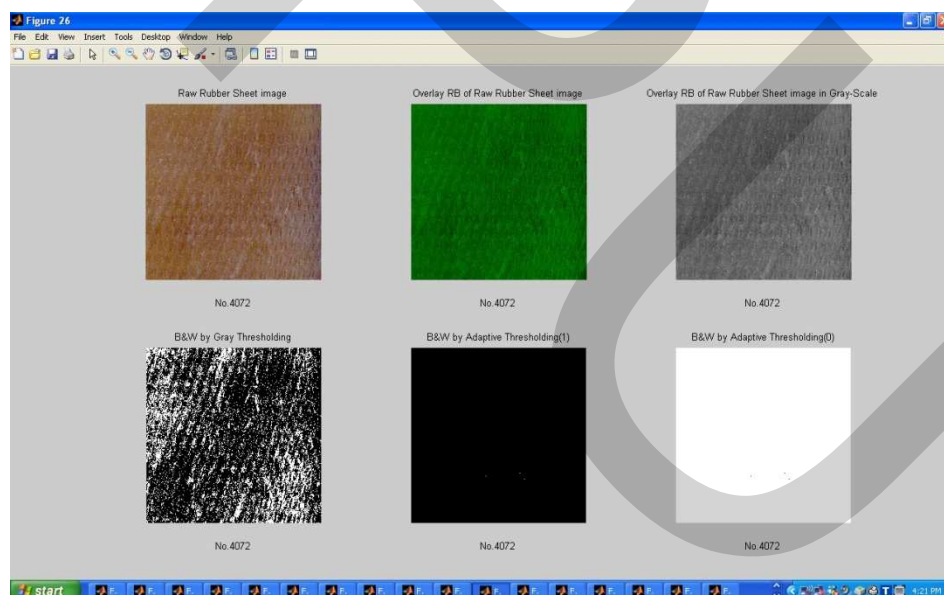 Figure 26
File Edit View Insert Tools Desktop Window Help
Raw Rubber Sheet image
Overlay RB of Raw Rubber Sheet image
Overlay RB of Raw Rubber Sheet image in Gray-Scale
No.4072
No.4072
No.4072
B&W by Gray Thresholding
B&W by Adaptive Thresholding(1)
B&W by Adaptive Thresholding(0)
No.4072
No.4072
No.4072
start F. F. F. F. F. F. F. F. F. F. F. F. F. F. F. F. F. T 4:21 PM